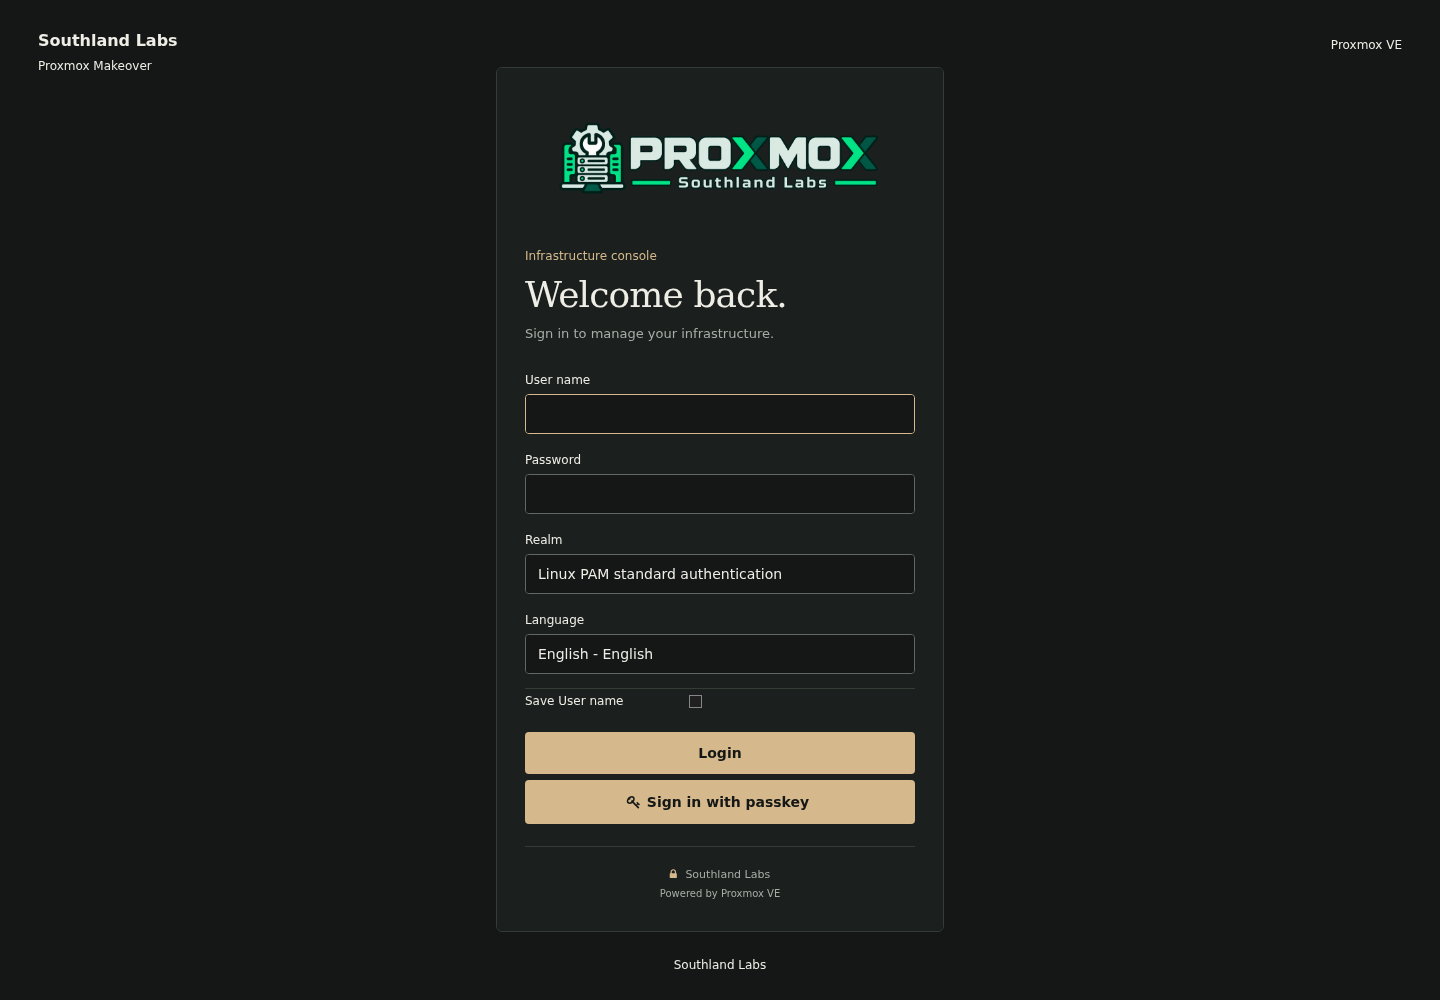 Southland Labs
Proxmox Makeover
Proxmox VE
PROXMOX
Southland Labs
Infrastructure console
Welcome back.
Sign in to manage your infrastructure.
User name
Password
Realm
Linux PAM standard authentication
Language
English - English
Save User name
Login
Sign in with passkey
Southland Labs
Powered by Proxmox VE
Southland Labs